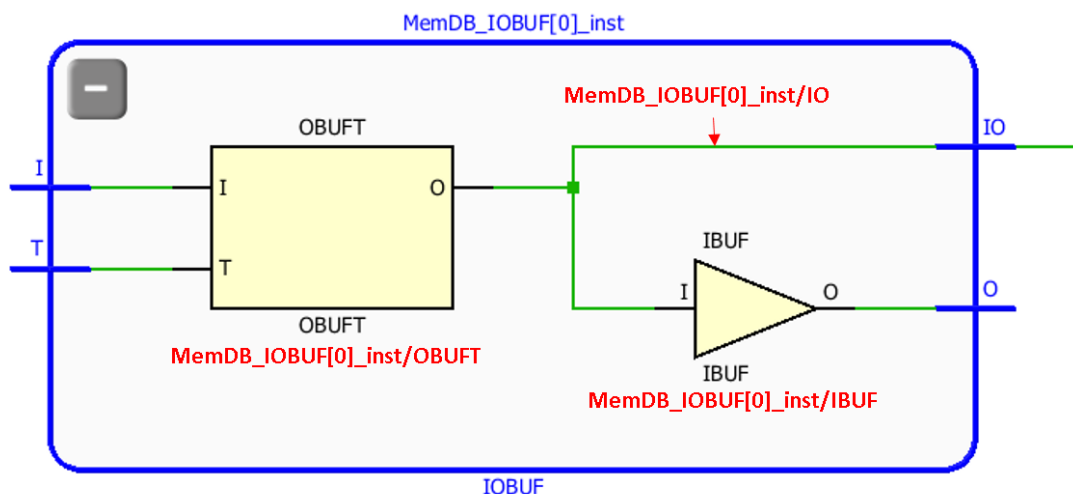 MemDB_IOBUF[0]_inst
MemDB_IOBUF[0]_inst/IO
OBUFT
IO
I
I
O
T
T
IBUF
I
O
O
OBUFT
MemDB_IOBUF[0]_inst/OBUFT
IBUF
MemDB_IOBUF[0]_inst/IBUF
IOBUF